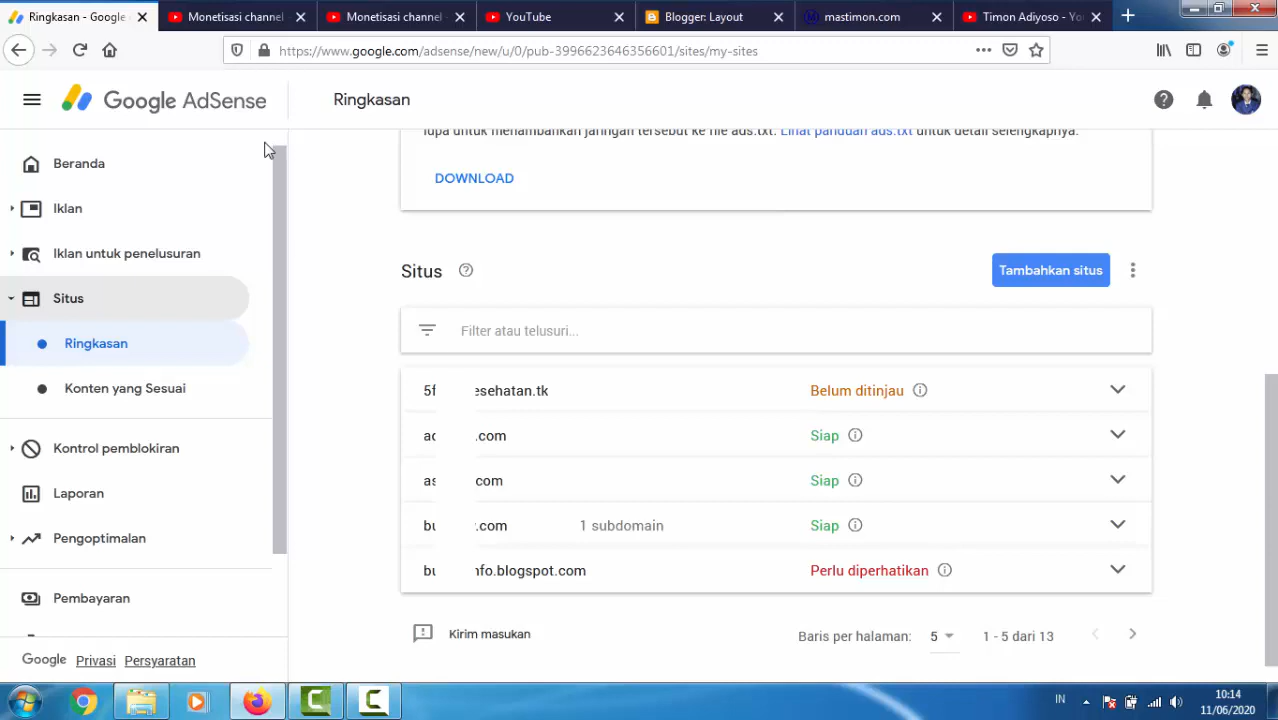 Ringkasan - Google
Monetisasi channel
Monetisasi channel
YouTube
Blogger: Layout
mastimon.com
Timon Adiyoso - Yo
https://www.google.com/adsense/new/u/0/pub-3996623646356601/sites/my-sites
Google AdSense
Ringkasan
lupa untuk menambahkan jaringan tersebut ke file ads.txt. Lihat panduan ads.txt untuk detail selengkapnya.
DOWNLOAD
Beranda
Iklan
Iklan untuk penelusuran
Situs
Ringkasan
Konten yang Sesuai
Kontrol pemblokiran
Laporan
Pengoptimalan
Pembayaran
Google Privasi Persyaratan
Situs
Tambahkan situs
Filter atau telusuri...
5f esehatan.tk Belum ditinjau
ad .com Siap
as com Siap
bu .com 1 subdomain Siap
bu nfo.blogspot.com Perlu diperhatikan
Kirim masukan
Baris per halaman: 5 1 - 5 dari 13
IN
10:14
11/06/2020